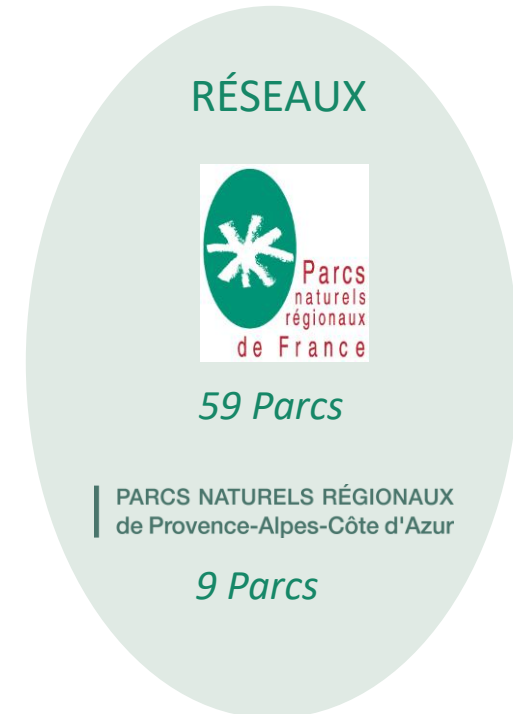 RÉSEAUX
Parcs
naturels
régionaux
de France
59 Parcs
PARCS NATURELS RÉGIONAUX
de Provence-Alpes-Côte d'Azur
9 Parcs